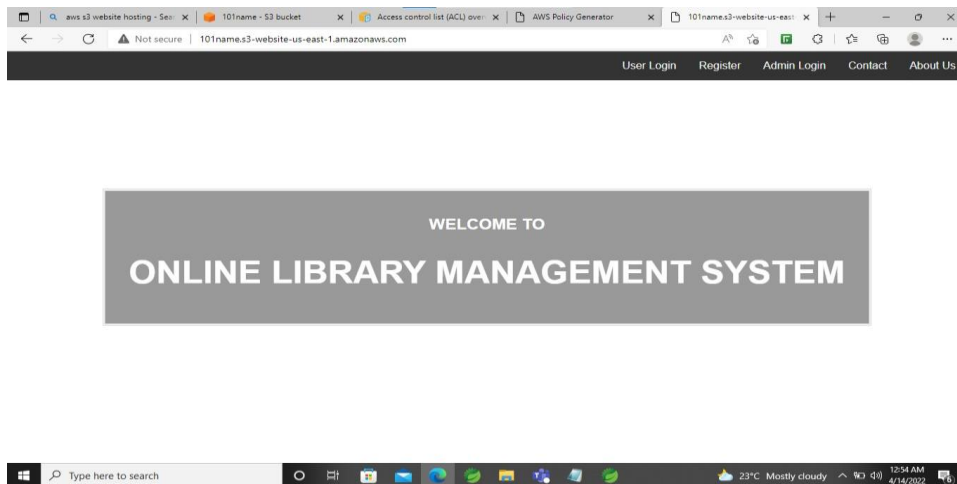 aws s3 website hosting - Sea
101name - S3 bucket
Access control list (ACL) over
AWS Policy Generator
101name.s3-website-us-east
Not secure
101name.s3-website-us-east-1.amazonaws.com
User Login Register Admin Login Contact About Us
WELCOME TO
ONLINE LIBRARY MANAGEMENT SYSTEM
Type here to search
23°C Mostly cloudy
12:54 AM
4/14/2022